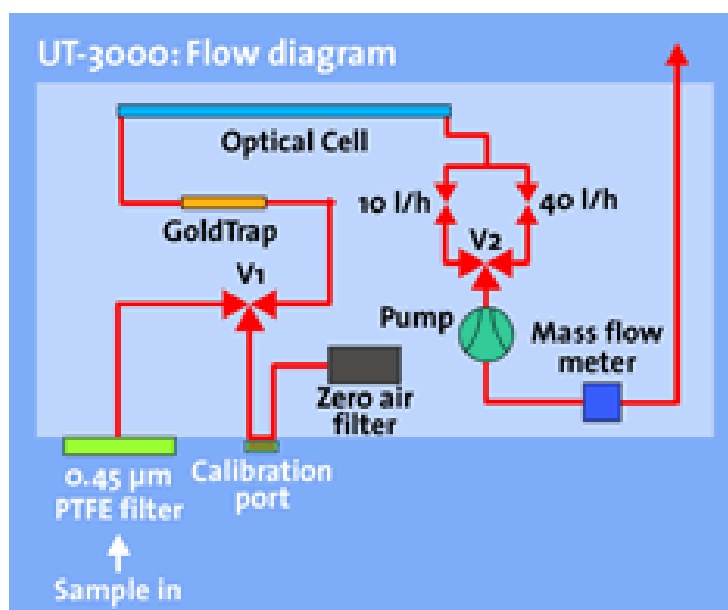 UT-3000: Flow diagram
Optical Cell
10 l/h
40 l/h
GoldTrap
V2
V1
Pump
Mass flow
meter
Zero air
filter
0.45 µm
PTFE filter
Calibration
port
Sample in